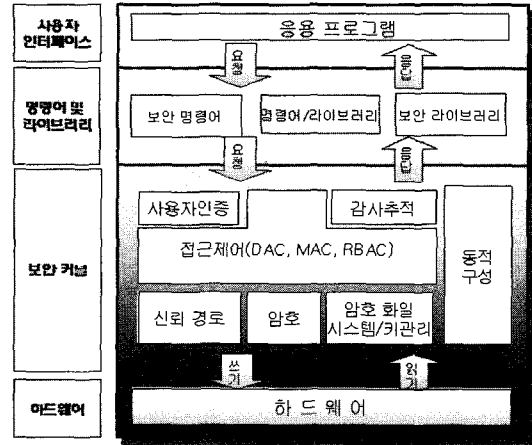 사용자
인터페이스
응용 프로그램
요청
응답
명령어 및
라이브러리
보안 명령어
명령어/라이브러리
보안 라이브러리
요청
응답
보안 커널
사용자인증
감사추적
접근제어(DAC, MAC, RBAC)
동적
구성
신뢰 경로
암호
암호 화일
시스템/키관리
쓰기
읽기
하드웨어
하 드 웨 어